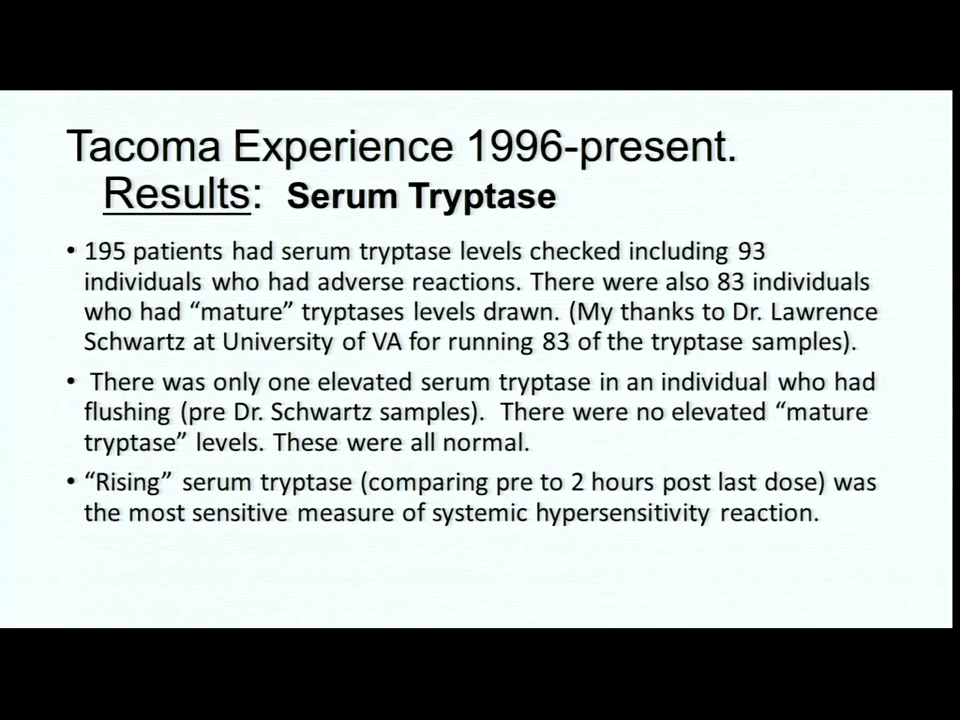 Tacoma Experience 1996-present.
Results: Serum Tryptase
• 195 patients had serum tryptase levels checked including 93
individuals who had adverse reactions. There were also 83 individuals
who had “mature” tryptases levels drawn. (My thanks to Dr. Lawrence
Schwartz at University of VA for running 83 of the tryptase samples).
• There was only one elevated serum tryptase in an individual who had
flushing (pre Dr. Schwartz samples). There were no elevated “mature
tryptase” levels. These were all normal.
• “Rising” serum tryptase (comparing pre to 2 hours post last dose) was
the most sensitive measure of systemic hypersensitivity reaction.